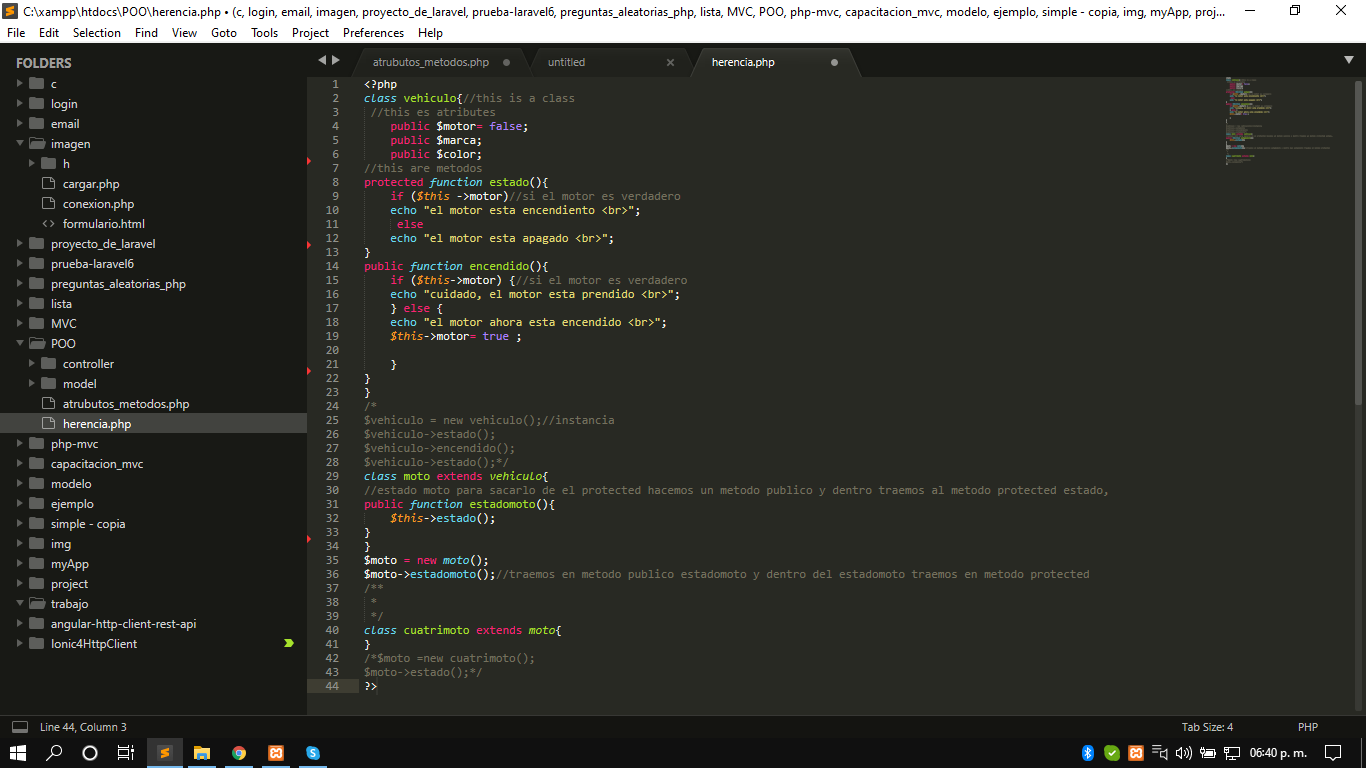 C:\xampp\htdocs\POO\herencia.php • (c, login, email, imagen, proyecto_de_laravel, prueba-laravel6, preguntas_aleatorias_php, lista, MVC, POO, php-mvc, capacitacion_mvc, modelo, ejemplo, simple - copia, img, myApp, proj...
File Edit Selection Find View Goto Tools Project Preferences Help
FOLDERS
c
login
email
imagen
h
cargar.php
conexion.php
formulario.html
proyecto_de_laravel
prueba-laravel6
preguntas_aleatorias_php
lista
MVC
POO
controller
model
atrubutos_metodos.php
herencia.php
php-mvc
capacitacion_mvc
modelo
ejemplo
simple - copia
img
myApp
project
trabajo
angular-http-client-rest-api
Ionic4HttpClient
atrubutos_metodos.php untitled herencia.php
1 <?php
2 class vehiculo{//this is a class
3 //this es atributes
4 public $motor= false;
5 public $marca;
6 public $color;
7 //this are metodos
8 protected function estado(){
9 if ($this ->motor)//si el motor es verdadero
10 echo "el motor esta encendiento <br>";
11 else
12 echo "el motor esta apagado <br>";
13 }
14 public function encendido(){
15 if ($this->motor) {//si el motor es verdadero
16 echo "cuidado, el motor esta prendido <br>";
17 } else {
18 echo "el motor ahora esta encendido <br>";
19 $this->motor= true ;
20
21 }
22 }
23 }
24 /*
25 $vehiculo = new vehiculo();//instancia
26 $vehiculo->estado();
27 $vehiculo->encendido();
28 $vehiculo->estado();*/
29 class moto extends vehiculo{
30 //estado moto para sacarlo de el protected hacemos un metodo publico y dentro traemos al metodo protected estado,
31 public function estadomoto(){
32 $this->estado();
33 }
34 }
35 $moto = new moto();
36 $moto->estadomoto();//traemos en metodo publico estadomoto y dentro del estadomoto traemos en metodo protected
37 /**
38 *
39 */
40 class cuatrimoto extends moto{
41 }
42 /*$moto =new cuatrimoto();
43 $moto->estado();*/
44 ?>
Line 44, Column 3 Tab Size: 4 PHP
06:40 p. m.